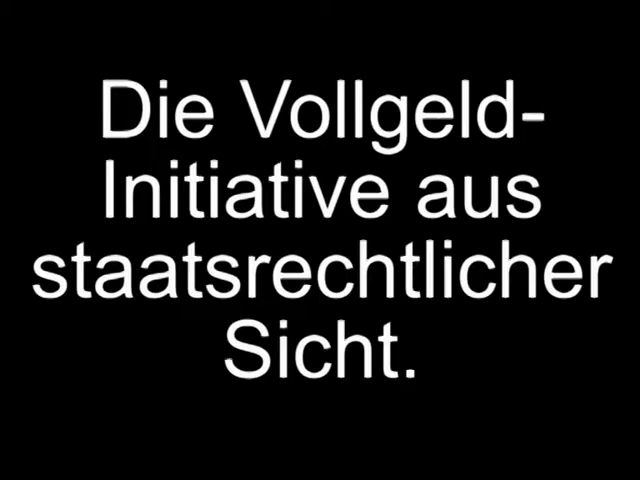 Die Vollgeld-
Initiative aus
staatsrechtlicher
Sicht.